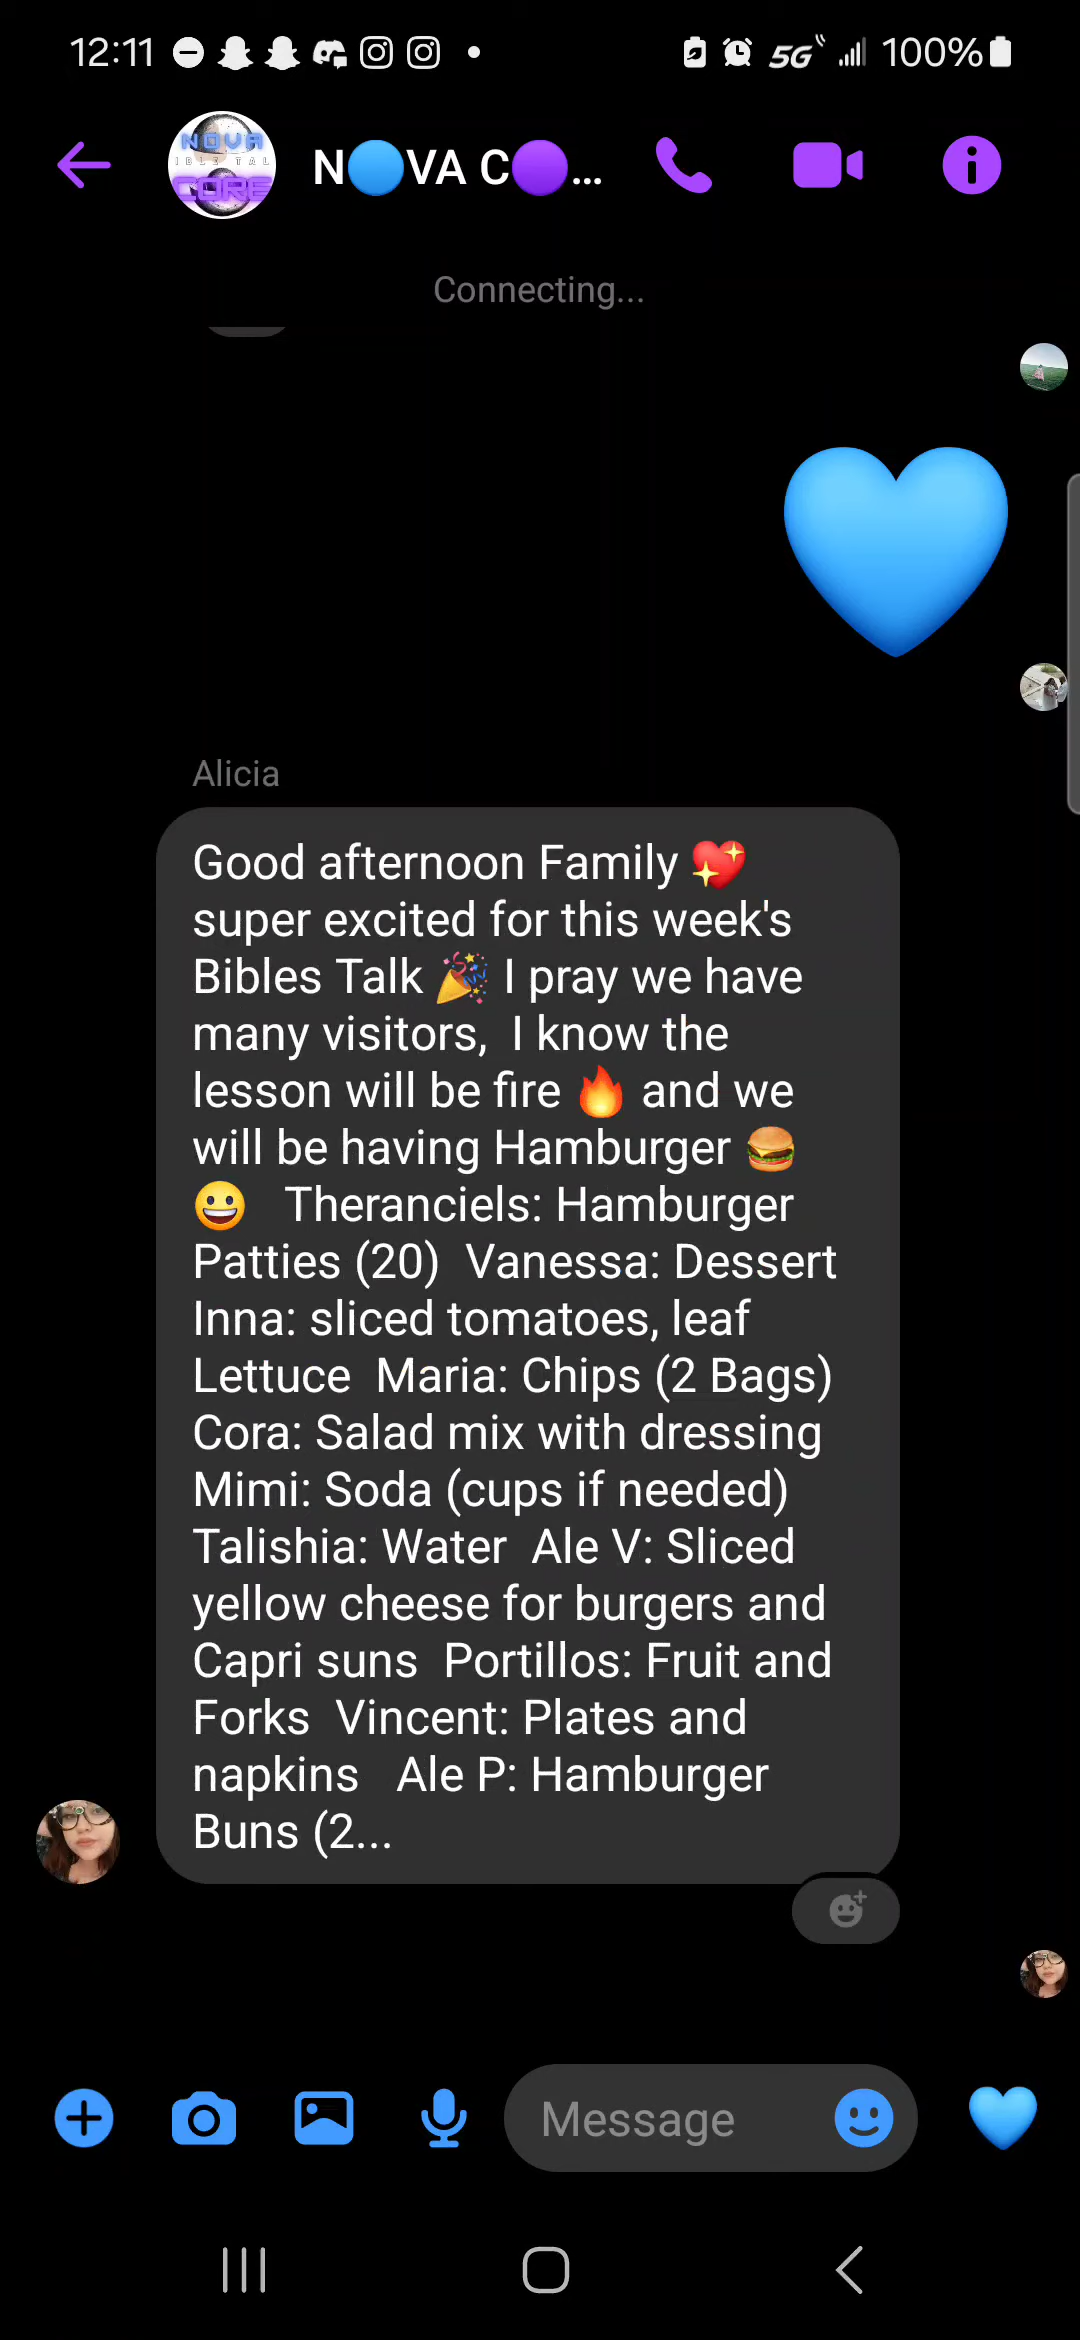 12:11 5G 100%
NOVA
IBLE TAL
CORE
N🔵VA C🟣...
Connecting...
Alicia
Good afternoon Family 💖
super excited for this week's
Bibles Talk 🎉 I pray we have
many visitors,  I know the
lesson will be fire 🔥 and we
will be having Hamburger 🍔
😀   Theranciels: Hamburger
Patties (20)  Vanessa: Dessert
Inna: sliced tomatoes, leaf
Lettuce  Maria: Chips (2 Bags)
Cora: Salad mix with dressing
Mimi: Soda (cups if needed)
Talishia: Water  Ale V: Sliced
yellow cheese for burgers and
Capri suns  Portillos: Fruit and
Forks  Vincent: Plates and
napkins   Ale P: Hamburger
Buns (2...
Message